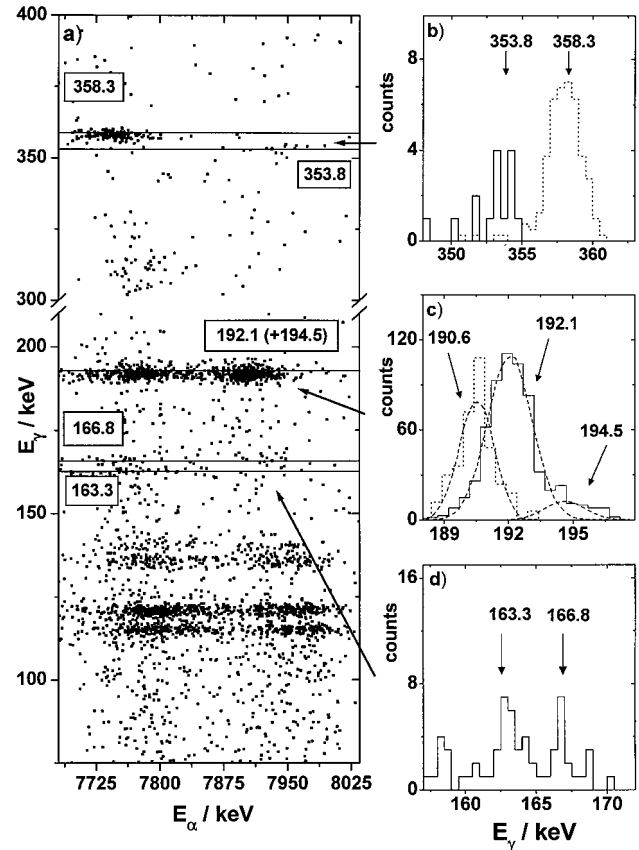 a)
400
350
300
200
150
100
E_γ / keV
358.3
353.8
192.1 (+194.5)
166.8
163.3
7725 7800 7875 7950 8025
E_α / keV
b)
353.8 358.3
counts
8
4
0
350 355 360
c)
190.6
192.1
194.5
counts
120
60
0
189 192 195
d)
163.3 166.8
counts
16
8
0
160 165 170
E_γ / keV